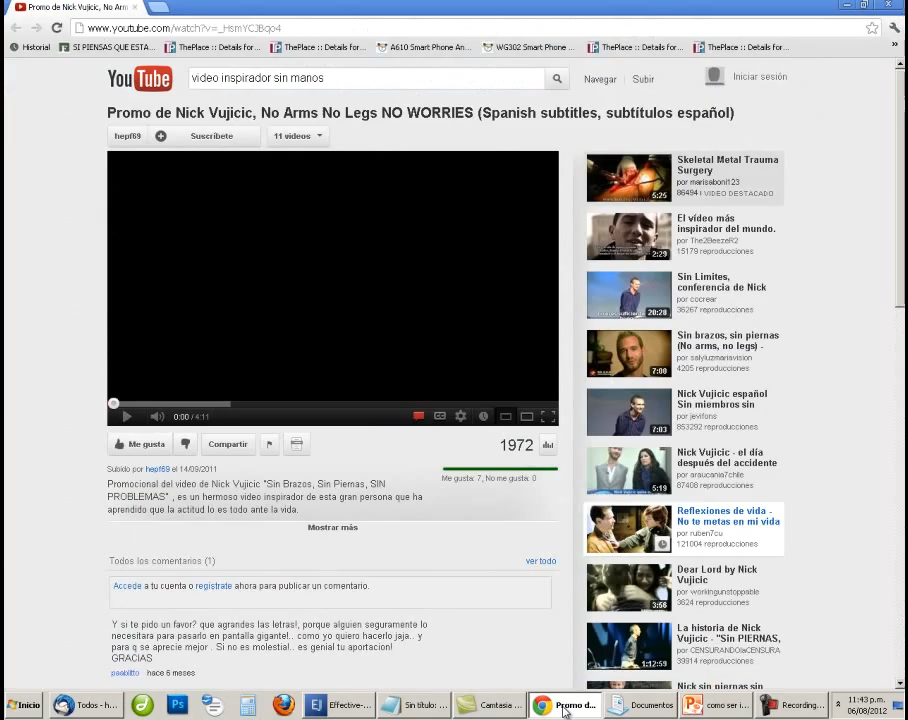 Promo de Nick Vujicic, No Arm
www.youtube.com/watch?v=_HsmYCJBqo4
Historial
SI PIENSAS QUE ESTA...
ThePlace :: Details for...
ThePlace :: Details for...
A610 Smart Phone An...
WG302 Smart Phone ...
ThePlace :: Details for...
ThePlace :: Details for...
YouTube
video inspirador sin manos
Navegar
Subir
Iniciar sesión
Promo de Nick Vujicic, No Arms No Legs NO WORRIES (Spanish subtitles, subtítulos español)
hepf69
Suscríbete
11 videos
0:00 / 4:11
CC
Me gusta
Compartir
1972
Subido por hepf69 el 14/09/2011
Me gusta: 7, No me gusta: 0
Promocional del video de Nick Vujicic "Sin Brazos, Sin Piernas, SIN
PROBLEMAS" , es un hermoso video inspirador de esta gran persona que ha
aprendido que la actitud lo es todo ante la vida.
Mostrar más
Todos los comentarios (1)
ver todo
Accede a tu cuenta o regístrate ahora para publicar un comentario.
Y si te pido un favor? que agrandes las letras!, porque alguien seguramente lo
necesitara para pasarlo en pantalla gigante!.. como yo quiero hacerlo jaja.. y
para q se aprecie mejor . Si no es molestia!.. es genial tu aportacion!
GRACIAS
paablitto hace 6 meses
5:25
Skeletal Metal Trauma
Surgery
por marisaboni123
86494 VIDEO DESTACADO
2:29
El vídeo más
inspirador del mundo.
por The2BeezeR2
15179 reproducciones
20:28
Sin Limites,
conferencia de Nick
por cocrear
36267 reproducciones
7:00
Sin brazos, sin piernas
(No arms, no legs) -
por salyluzmariavision
4205 reproducciones
7:03
Nick Vujicic español
Sin miembros sin
por jevifons
853292 reproducciones
5:19
Nick Vujicic - el día
después del accidente
por araucania7chile
87408 reproducciones
Reflexiones de vida -
No te metas en mi vida
por ruben7cu
121004 reproducciones
3:56
Dear Lord by Nick
Vujicic
por workingunstoppable
3624 reproducciones
1:12:59
La historia de Nick
Vujicic - "Sin PIERNAS,
por CENSURANDOlaCENSURA
39914 reproducciones
Nick sin piernas sin
Inicio
Todos - h...
Effective-...
Sin título: ...
Camtasia ...
Promo d...
Documentos
como ser i...
Recording...
11:43 p.m.
06/08/2012